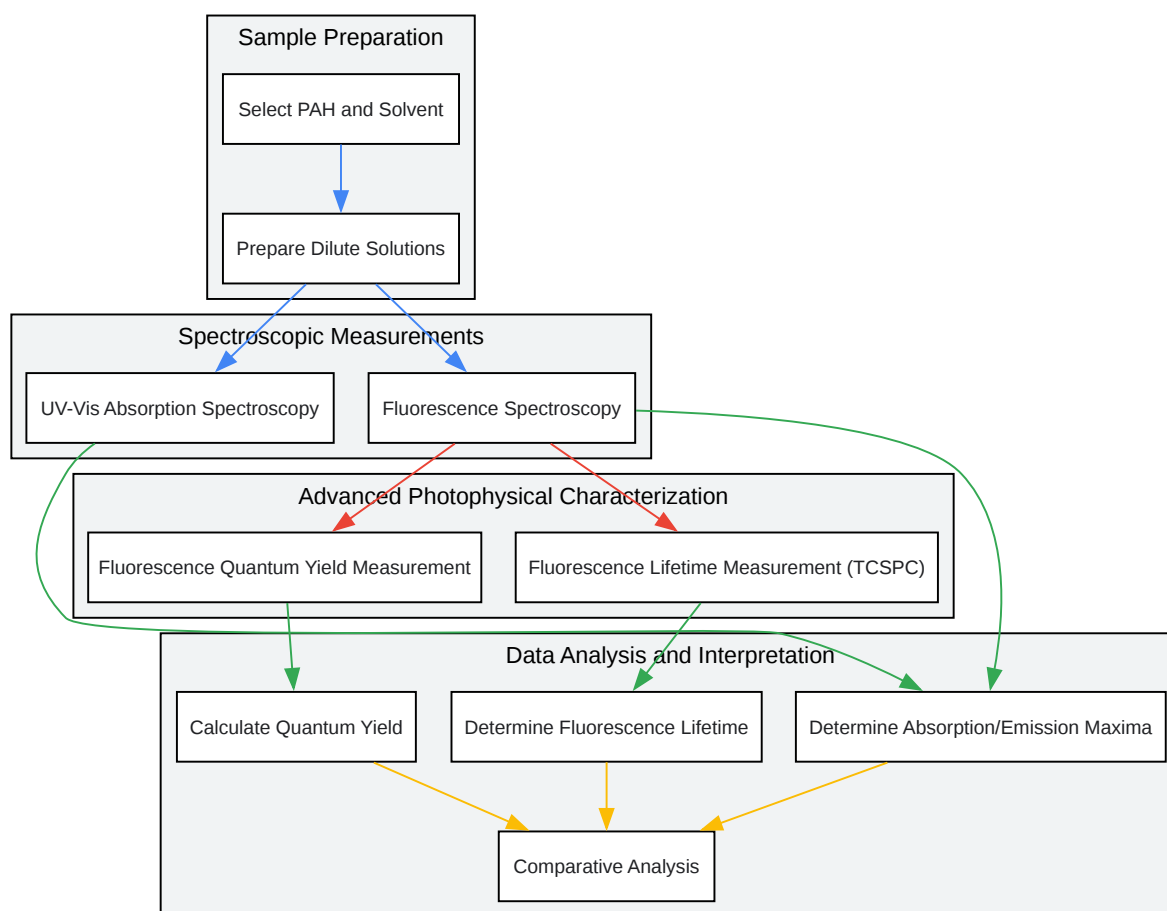 Sample Preparation
Select PAH and Solvent
Prepare Dilute Solutions
Spectroscopic Measurements
UV-Vis Absorption Spectroscopy
Fluorescence Spectroscopy
Advanced Photophysical Characterization
Fluorescence Quantum Yield Measurement
Fluorescence Lifetime Measurement (TCSPC)
Data Analysis and Interpretation
Calculate Quantum Yield
Determine Fluorescence Lifetime
Determine Absorption/Emission Maxima
Comparative Analysis